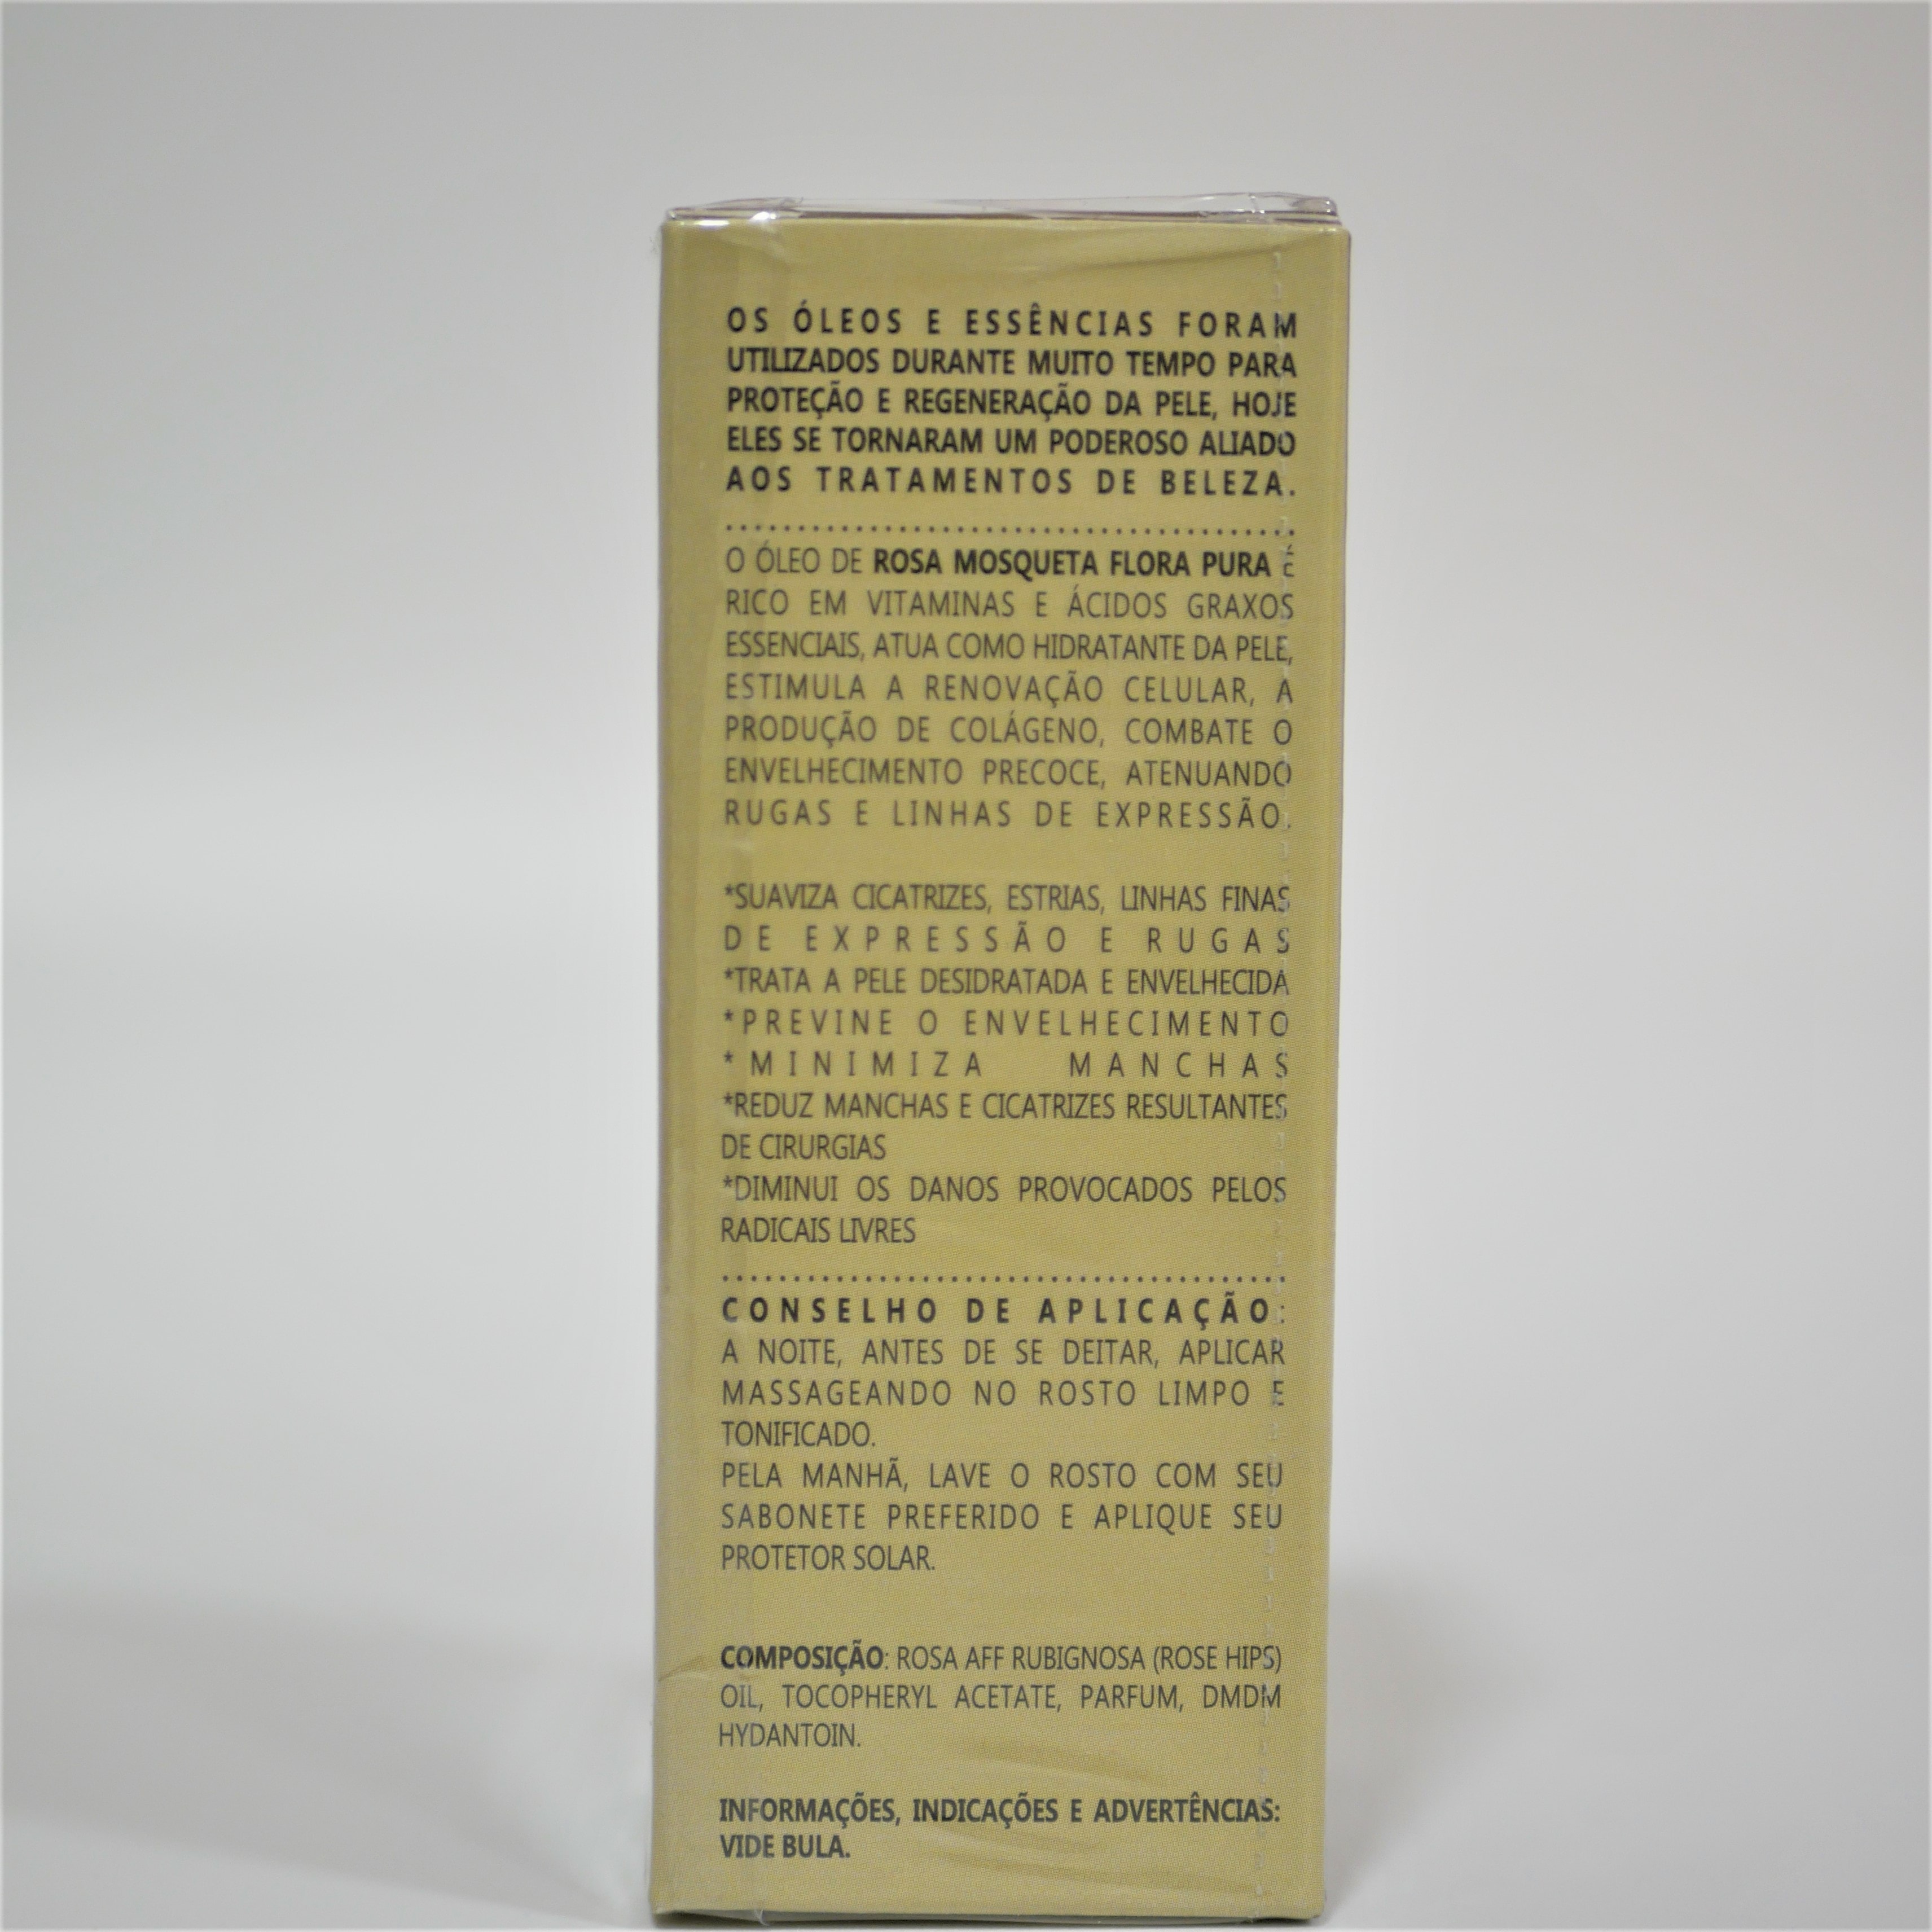 OS ÓLEOS E ESSÊNCIAS FORAM
UTILIZADOS DURANTE MUITO TEMPO PARA
PROTEÇÃO E REGENERAÇÃO DA PELE, HOJE
ELES SE TORNARAM UM PODEROSO ALIADO
AOS TRATAMENTOS DE BELEZA.
O ÓLEO DE ROSA MOSQUETA FLORA PURA É
RICO EM VITAMINAS E ÁCIDOS GRAXOS
ESSENCIAIS, ATUA COMO HIDRATANTE DA PELE,
ESTIMULA A RENOVAÇÃO CELULAR, A
PRODUÇÃO DE COLÁGENO, COMBATE O
ENVELHECIMENTO PRECOCE, ATENUANDO
RUGAS E LINHAS DE EXPRESSÃO.
*SUAVIZA CICATRIZES, ESTRIAS, LINHAS FINAS
DE EXPRESSÃO E RUGAS
*TRATA A PELE DESIDRATADA E ENVELHECIDA
*PREVINE O ENVELHECIMENTO
*MINIMIZA MANCHAS
*REDUZ MANCHAS E CICATRIZES RESULTANTES
DE CIRURGIAS
*DIMINUI OS DANOS PROVOCADOS PELOS
RADICAIS LIVRES
CONSELHO DE APLICAÇÃO:
A NOITE, ANTES DE SE DEITAR, APLICAR
MASSAGEANDO NO ROSTO LIMPO E
TONIFICADO.
PELA MANHÃ, LAVE O ROSTO COM SEU
SABONETE PREFERIDO E APLIQUE SEU
PROTETOR SOLAR.
COMPOSIÇÃO: ROSA AFF RUBIGNOSA (ROSE HIPS)
OIL, TOCOPHERYL ACETATE, PARFUM, DMDM
HYDANTOIN.
INFORMAÇÕES, INDICAÇÕES E ADVERTÊNCIAS:
VIDE BULA.